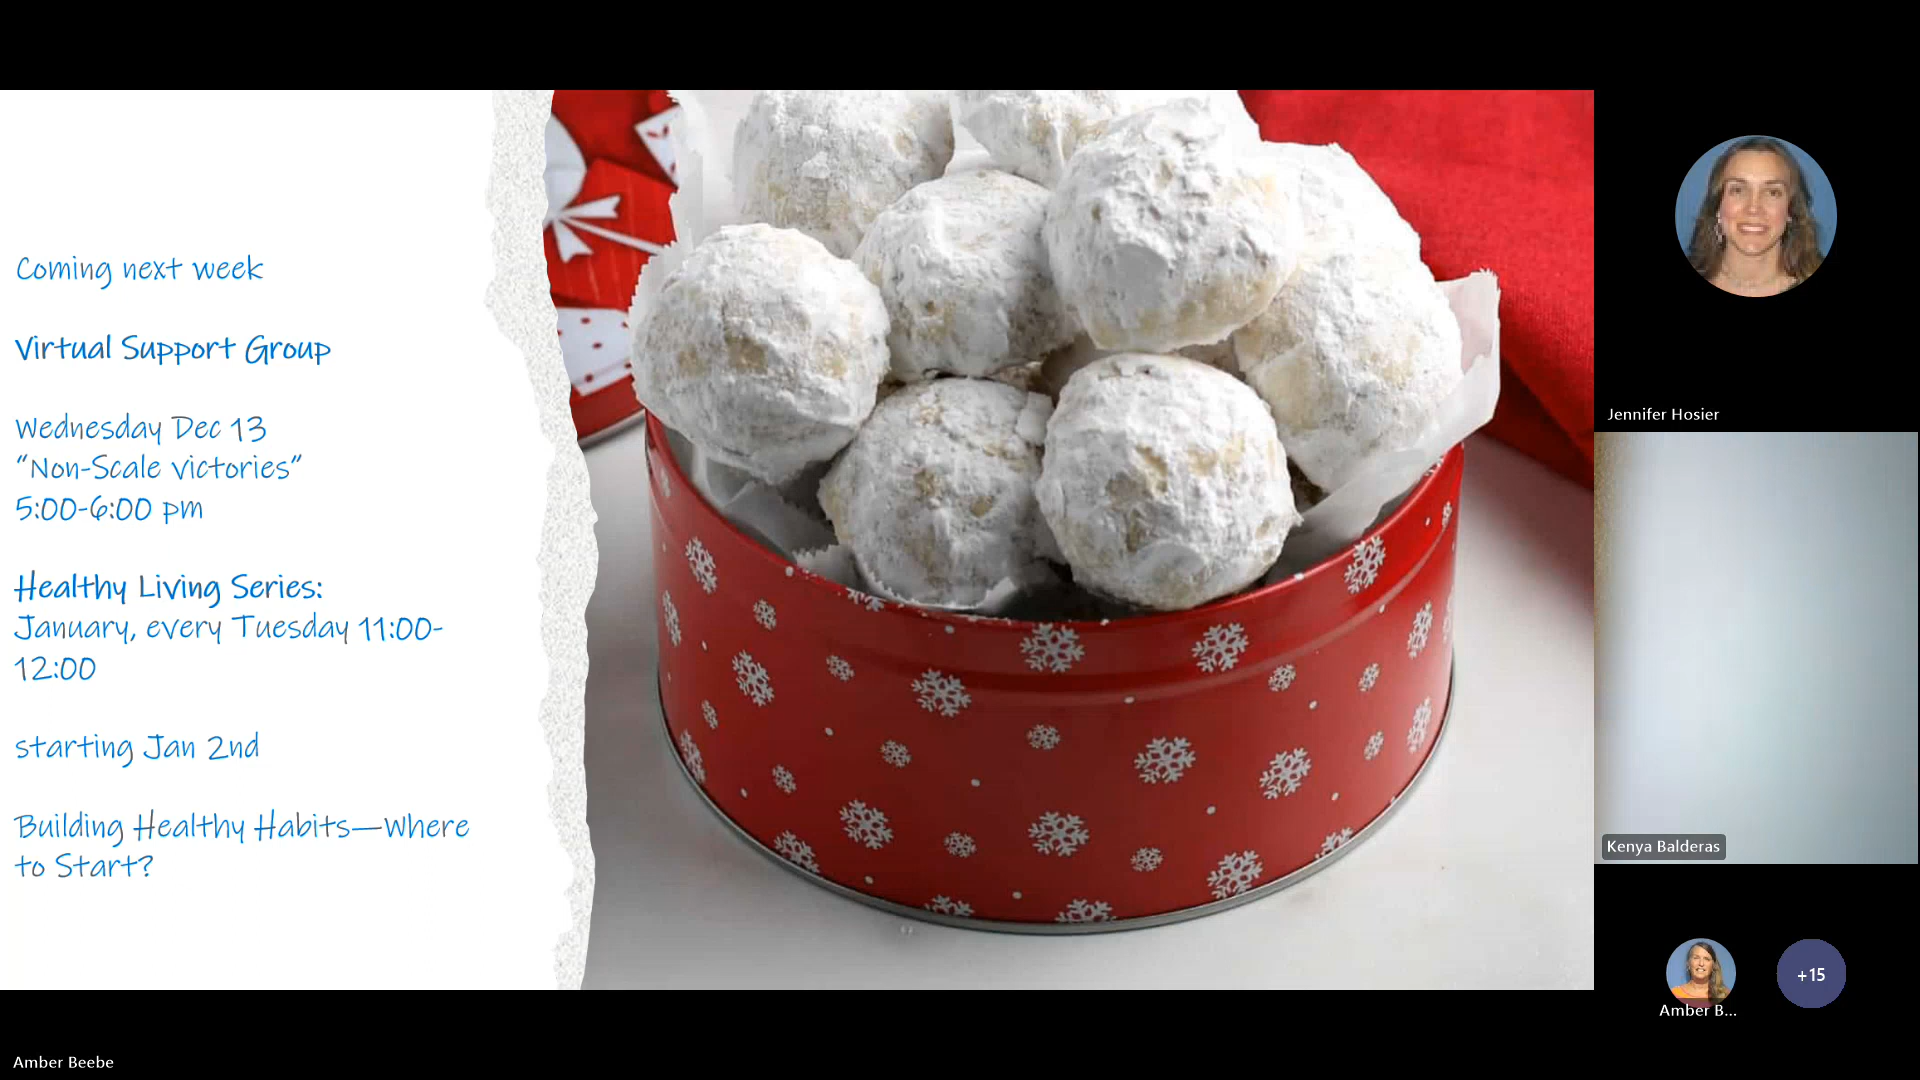 Coming next week
Virtual Support Group
Wednesday Dec 13
“Non-Scale victories”
5:00-6:00 pm
Healthy Living Series:
January, every Tuesday 11:00-
12:00
starting Jan 2nd
Building Healthy Habits—Where
to Start?
Jennifer Hosier
Kenya Balderas
+15
Amber B...
Amber Beebe